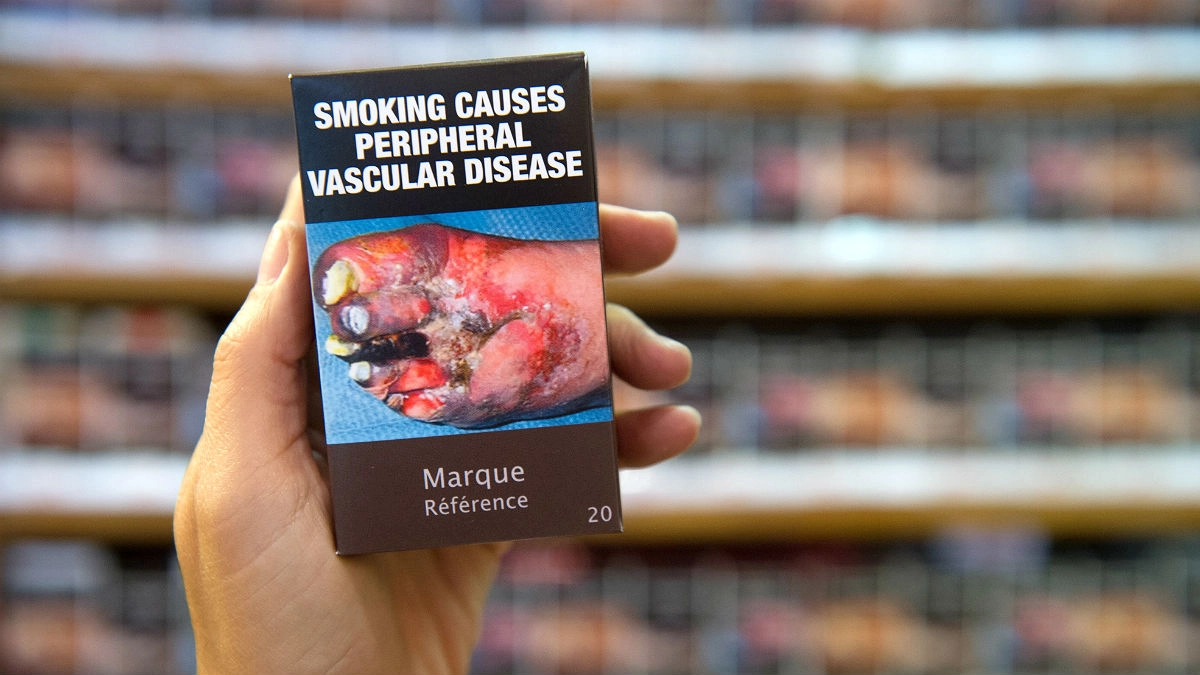 SMOKING CAUSES
PERIPHERAL
VASCULAR DISEASE
Marque
Référence
20